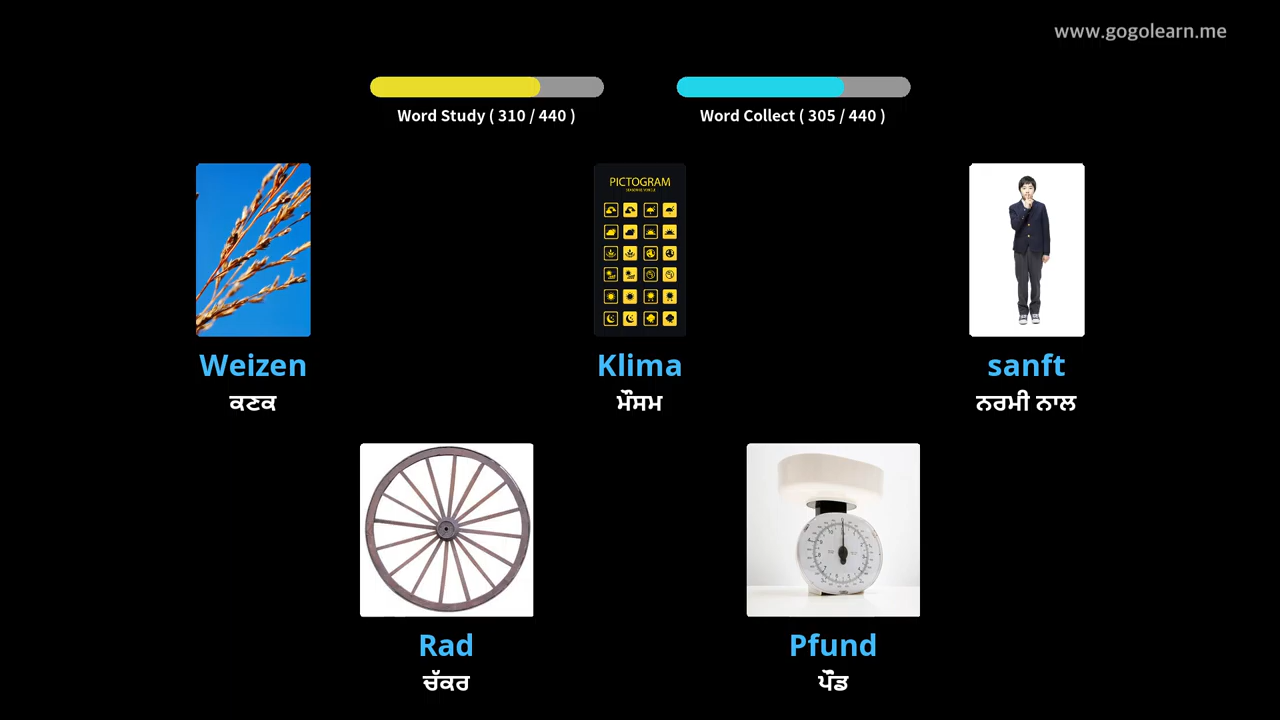 www.gogolearn.me
Word Study ( 310 / 440 )
Word Collect ( 305 / 440 )
PICTOGRAM
Weizen
ਕਣਕ
Klima
ਮੌਸਮ
sanft
ਨਰਮੀ ਨਾਲ
Rad
ਚੱਕਰ
Pfund
ਪੌਂਡ